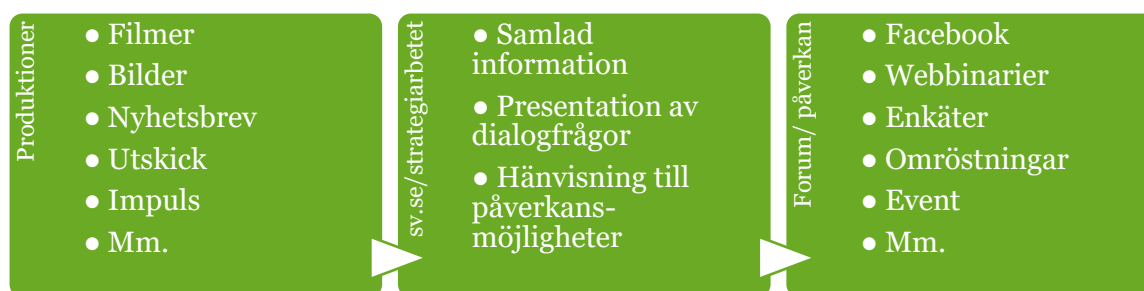 Produktioner
● Filmer
● Bilder
● Nyhetsbrev
● Utskick
● Impuls
● Mm.
sv.se/strategiarbetet
● Samlad
information
● Presentation av
dialogfrågor
● Hänvisning till
påverkans-
möjligheter
Forum/ påverkan
● Facebook
● Webbinarier
● Enkäter
● Omröstningar
● Event
● Mm.